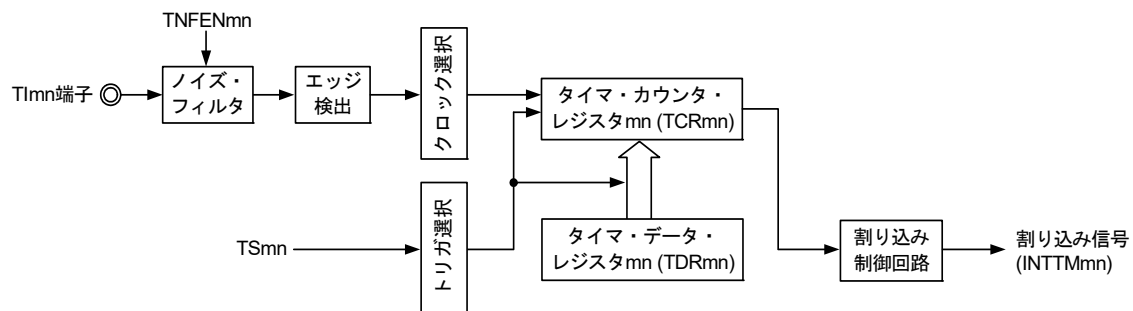 TNFENmn
TImn端子
ノイズ・
フィルタ
エッジ
検出
クロック選択
タイマ・カウンタ・
レジスタmn (TCRmn)
TSmn
トリガ選択
タイマ・データ・
レジスタmn (TDRmn)
割り込み
制御回路
割り込み信号
(INTTMmn)